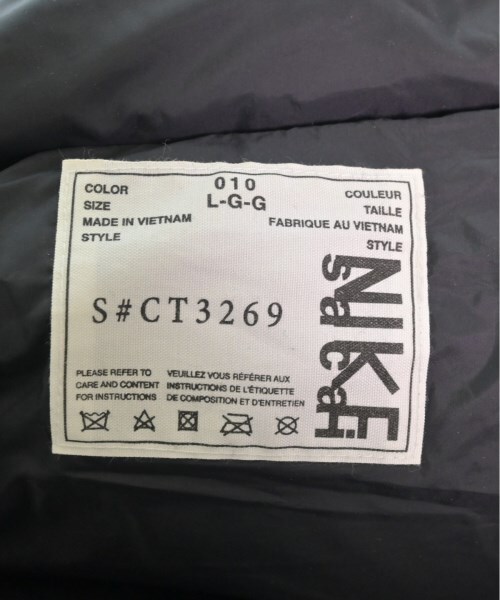 COLOR 010 COULEUR
SIZE L-G-G TAILLE
MADE IN VIETNAM FABRIQUE AU VIETNAM
STYLE STYLE
S#CT3269
NIKE
sacai
PLEASE REFER TO
CARE AND CONTENT
FOR INSTRUCTIONS
VEUILLEZ VOUS RÉFÉRER AUX
INSTRUCTIONS DE L'ÉTIQUETTE
DE COMPOSITION ET D'ENTRETIEN